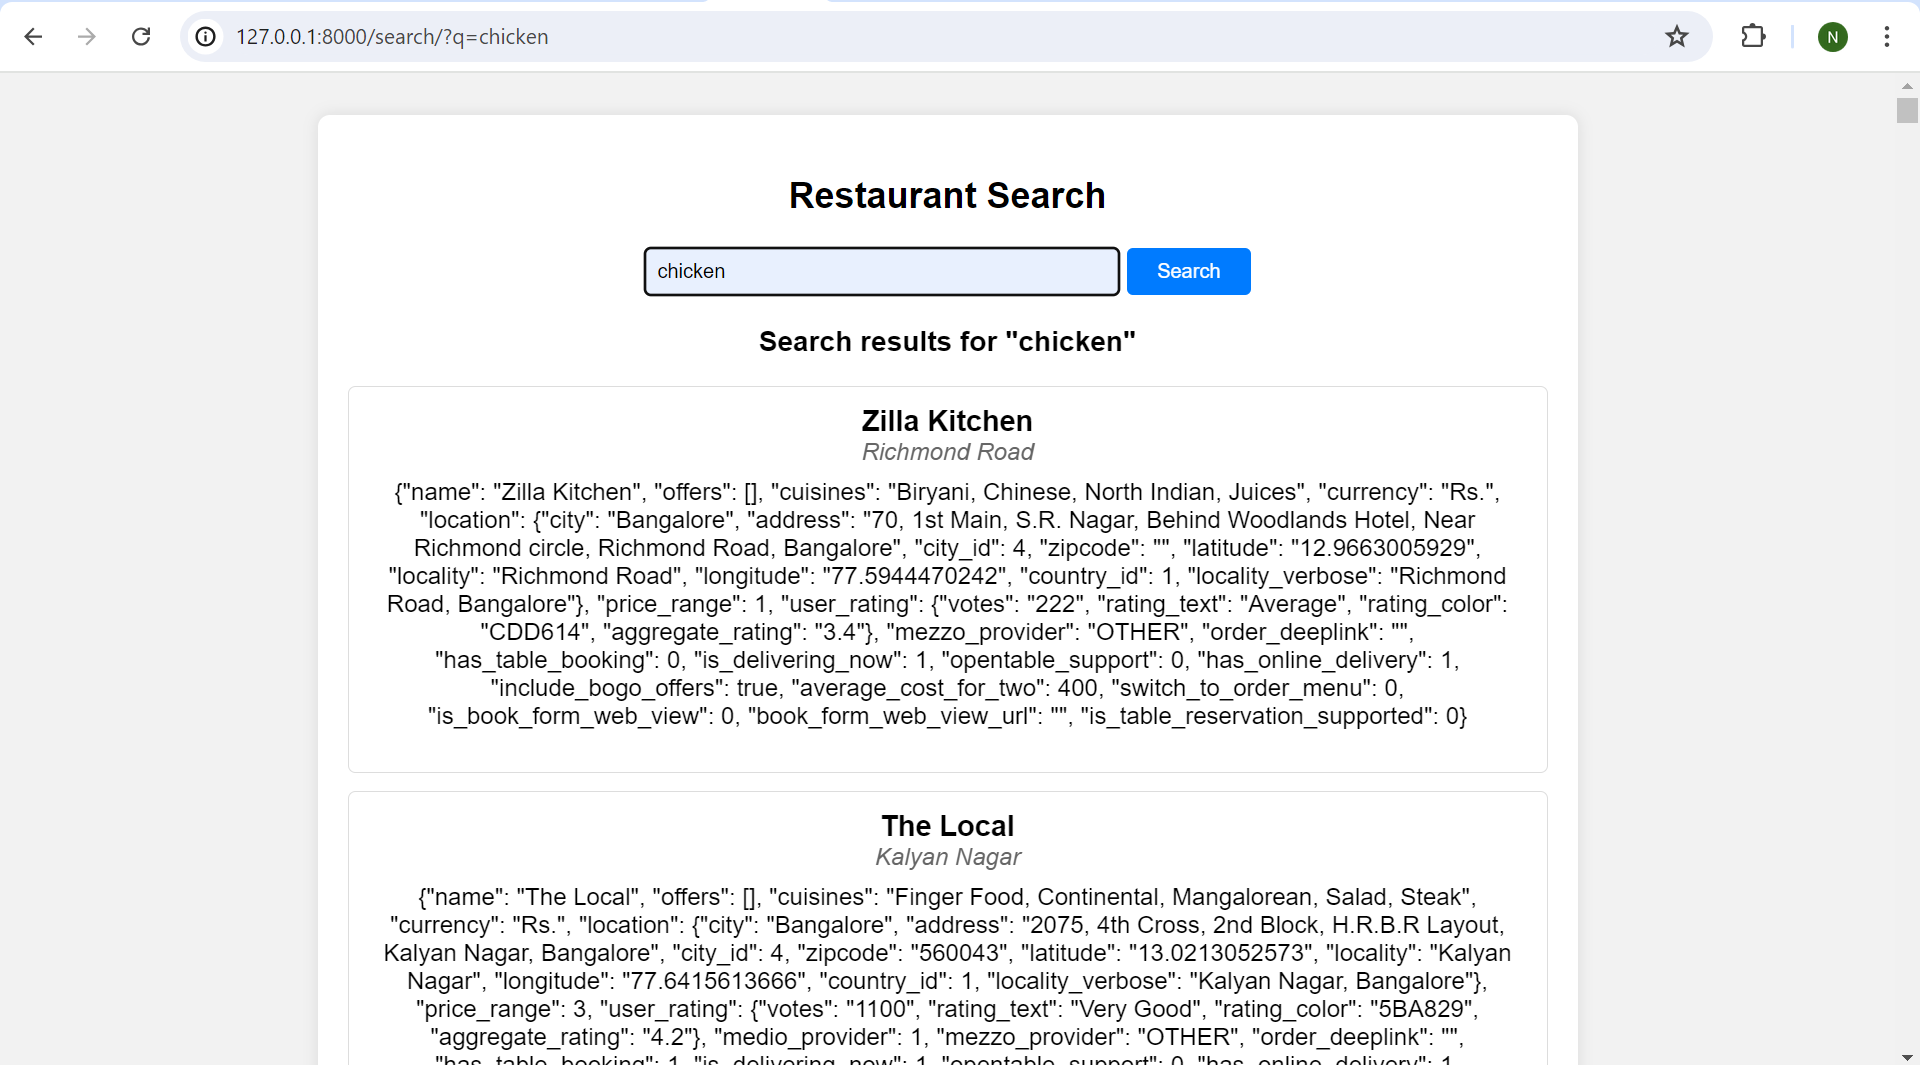 127.0.0.1:8000/search/?q=chicken
N
Restaurant Search
chicken
Search
Search results for "chicken"
Zilla Kitchen
Richmond Road
{"name": "Zilla Kitchen", "offers": [], "cuisines": "Biryani, Chinese, North Indian, Juices", "currency": "Rs.",
"location": {"city": "Bangalore", "address": "70, 1st Main, S.R. Nagar, Behind Woodlands Hotel, Near
Richmond circle, Richmond Road, Bangalore", "city_id": 4, "zipcode": "", "latitude": "12.9663005929",
"locality": "Richmond Road", "longitude": "77.5944470242", "country_id": 1, "locality_verbose": "Richmond
Road, Bangalore"}, "price_range": 1, "user_rating": {"votes": "222", "rating_text": "Average", "rating_color":
"CDD614", "aggregate_rating": "3.4"}, "mezzo_provider": "OTHER", "order_deeplink": "",
"has_table_booking": 0, "is_delivering_now": 1, "opentable_support": 0, "has_online_delivery": 1,
"include_bogo_offers": true, "average_cost_for_two": 400, "switch_to_order_menu": 0,
"is_book_form_web_view": 0, "book_form_web_view_url": "", "is_table_reservation_supported": 0}
The Local
Kalyan Nagar
{"name": "The Local", "offers": [], "cuisines": "Finger Food, Continental, Mangalorean, Salad, Steak",
"currency": "Rs.", "location": {"city": "Bangalore", "address": "2075, 4th Cross, 2nd Block, H.R.B.R Layout,
Kalyan Nagar, Bangalore", "city_id": 4, "zipcode": "560043", "latitude": "13.0213052573", "locality": "Kalyan
Nagar", "longitude": "77.6415613666", "country_id": 1, "locality_verbose": "Kalyan Nagar, Bangalore"},
"price_range": 3, "user_rating": {"votes": "1100", "rating_text": "Very Good", "rating_color": "5BA829",
"aggregate_rating": "4.2"}, "medio_provider": 1, "mezzo_provider": "OTHER", "order_deeplink": "",
"has_table_booking": 1, "is_delivering_now": 1, "opentable_support": 0, "has_online_delivery": 1,